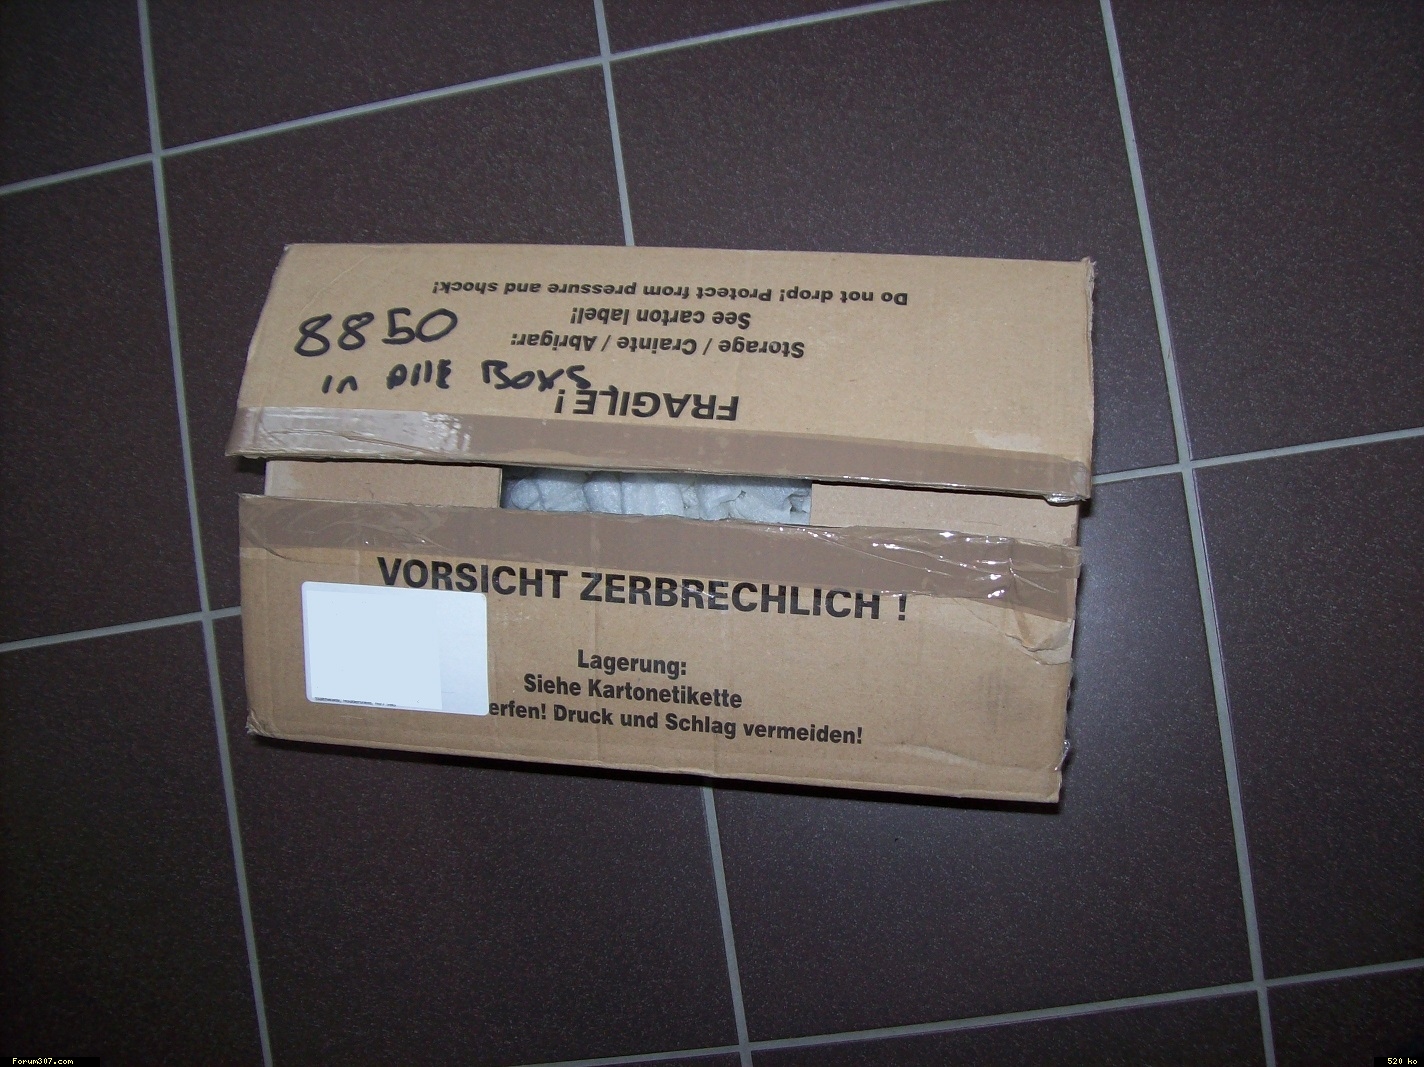 8850
in alle Boxs
FRAGILE!
Storage / Crainte / Abrigar:
See carton label!
Do not drop! Protect from pressure and shock!
VORSICHT ZERBRECHLICH !
Lagerung:
Siehe Kartonetikette
erfen! Druck und Schlag vermeiden!
Forum307.com
520 ko